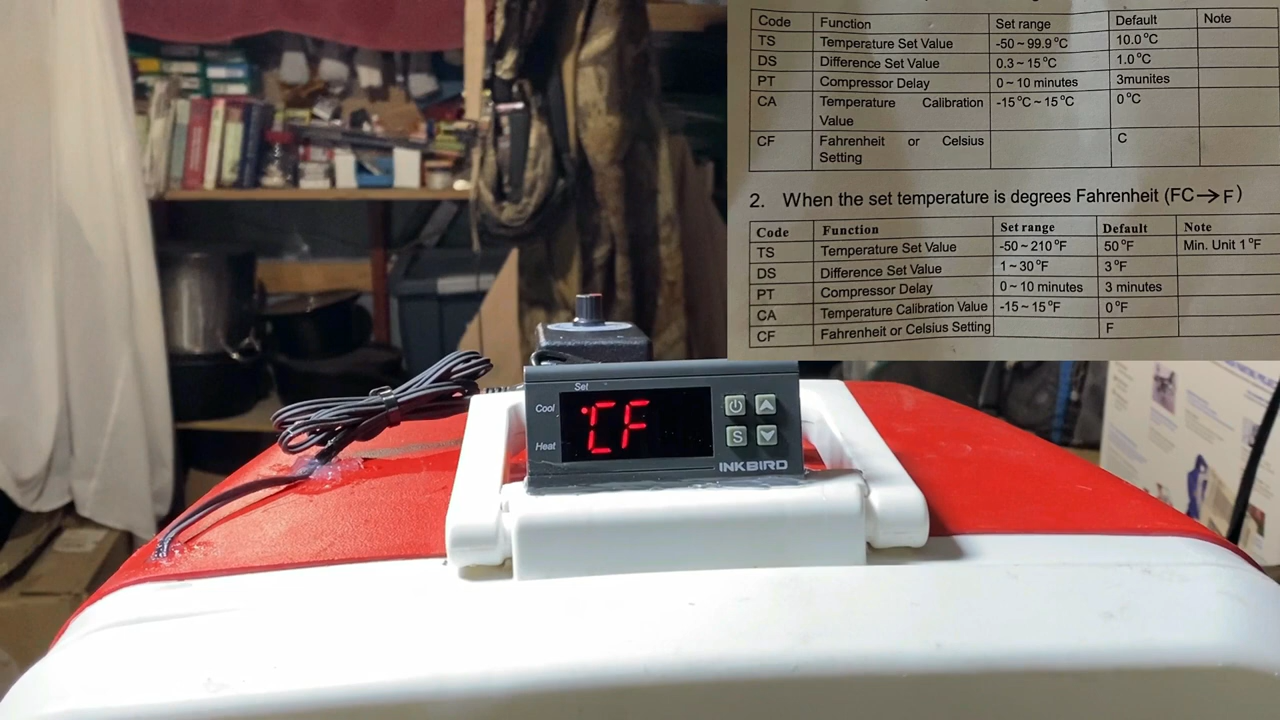 Code Function Set range Default Note
TS Temperature Set Value -50 ~ 99.9°C 10.0°C
DS Difference Set Value 0.3 ~ 15°C 1.0°C
PT Compressor Delay 0 ~ 10 minutes 3munites
CA Temperature Calibration -15°C ~ 15°C 0°C
Value
CF Fahrenheit or Celsius C
Setting
2. When the set temperature is degrees Fahrenheit (FC→F)
Code Function Set range Default Note
TS Temperature Set Value -50 ~ 210°F 50°F Min. Unit 1°F
DS Difference Set Value 1 ~ 30°F 3°F
PT Compressor Delay 0 ~ 10 minutes 3 minutes
CA Temperature Calibration Value -15 ~ 15°F 0°F
CF Fahrenheit or Celsius Setting F
Set
Cool
CF
S
Heat
INKBIRD